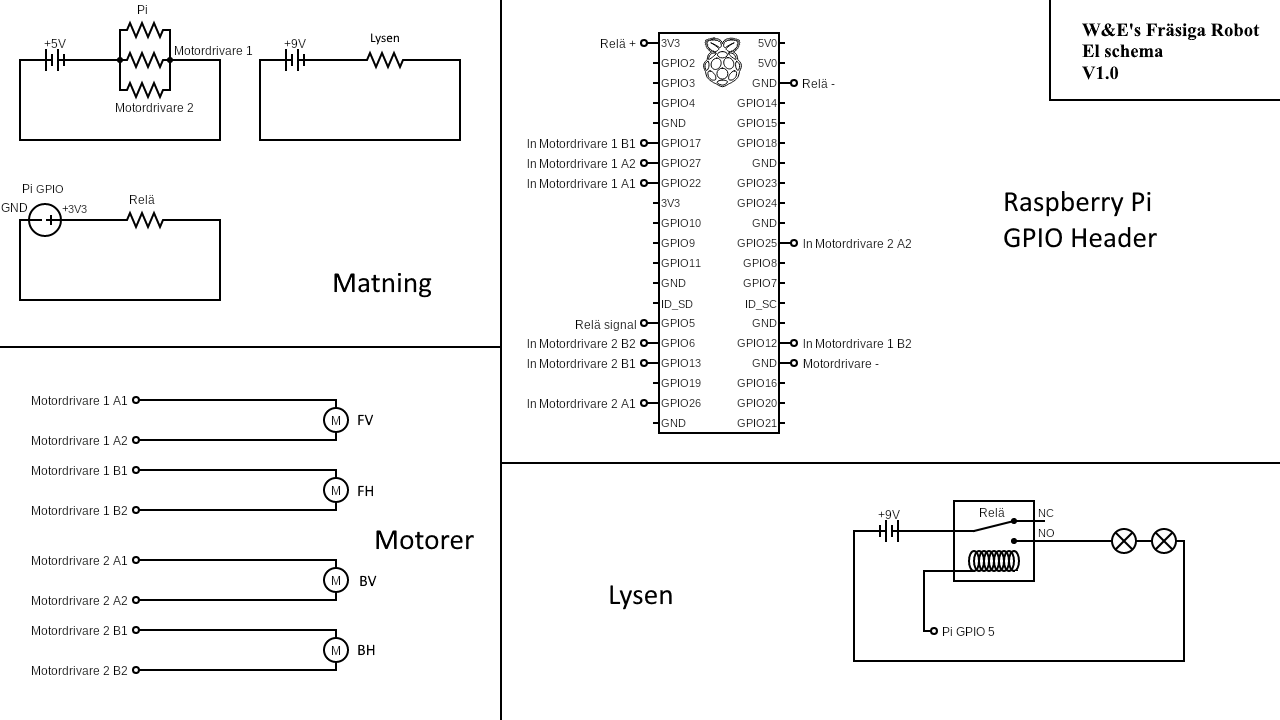 Pi
+5V
Motordrivare 1
Motordrivare 2
+9V
Lysen
Pi GPIO
GND
+3V3
Relä
Matning
Motordrivare 1 A1
Motordrivare 1 A2
M
FV
Motordrivare 1 B1
Motordrivare 1 B2
M
FH
Motorer
Motordrivare 2 A1
Motordrivare 2 A2
M
BV
Motordrivare 2 B1
Motordrivare 2 B2
M
BH
Relä + 3V3 5V0
GPIO2 5V0
GPIO3 GND Relä -
GPIO4 GPIO14
GND GPIO15
In Motordrivare 1 B1 GPIO17 GPIO18
In Motordrivare 1 A2 GPIO27 GND
In Motordrivare 1 A1 GPIO22 GPIO23
3V3 GPIO24
GPIO10 GND
GPIO9 GPIO25 In Motordrivare 2 A2
GPIO11 GPIO8
GND GPIO7
ID_SD ID_SC
Relä signal GPIO5 GND
In Motordrivare 2 B2 GPIO6 GPIO12 In Motordrivare 1 B2
In Motordrivare 2 B1 GPIO13 GND Motordrivare -
GPIO19 GPIO16
In Motordrivare 2 A1 GPIO26 GPIO20
GND GPIO21
W&E's Fräsiga Robot
El schema
V1.0
Raspberry Pi
GPIO Header
+9V
Relä
NC
NO
Pi GPIO 5
Lysen